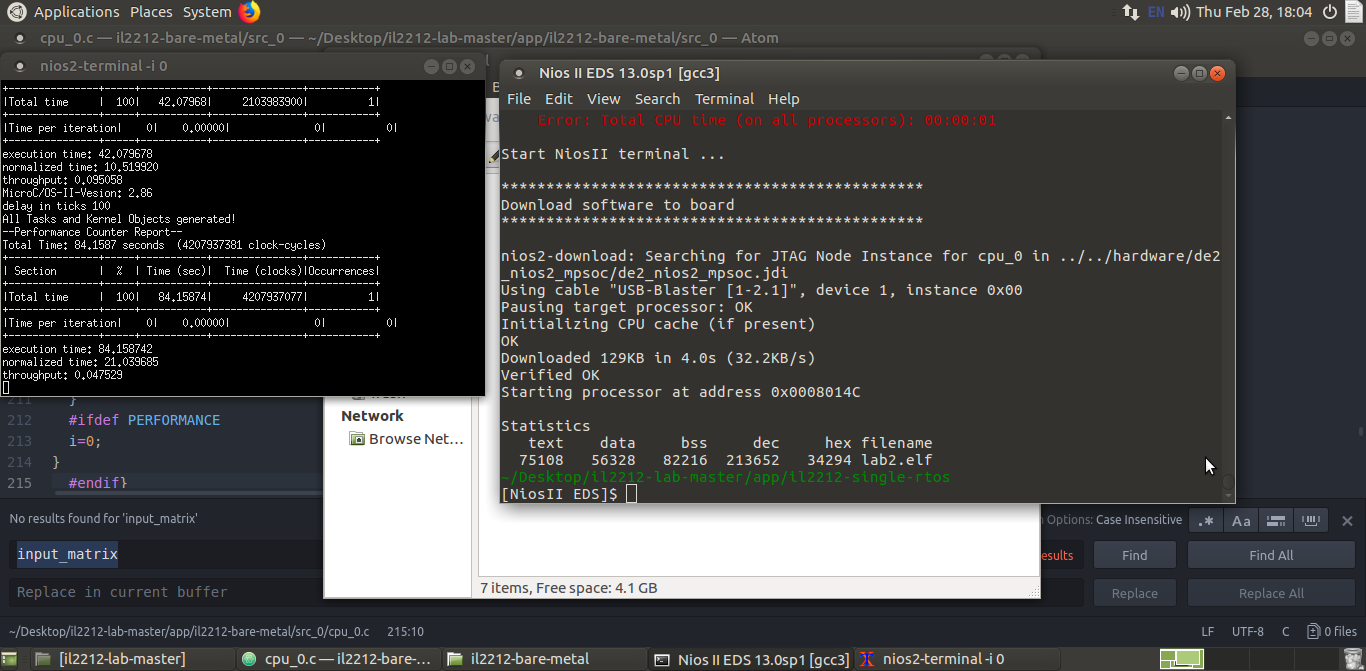 Applications Places System
EN Thu Feb 28, 18:04
cpu_0.c — il2212-bare-metal/src_0 — ~/Desktop/il2212-lab-master/app/il2212-bare-metal/src_0 — Atom
nios2-terminal -i 0
+-----------------+------+-----------+---------------+-----------+
|Total time | 100| 42.07968| 2103983900| 1|
+-----------------+------+-----------+---------------+-----------+
|Time per iteration| 0| 0.00000| 0| 0|
+-----------------+------+-----------+---------------+-----------+
execution time: 42.079678
normalized time: 10.519920
throughput: 0.095058
MicroC/OS-II-Vesion: 2.86
delay in ticks 100
All Tasks and Kernel Objects generated!
--Performance Counter Report--
Total Time: 84.1587 seconds (4207937381 clock-cycles)
+-----------------+------+-----------+---------------+-----------+
| Section | % | Time (sec)| Time (clocks)|Occurrences|
+-----------------+------+-----------+---------------+-----------+
|Total time | 100| 84.15874| 4207937077| 1|
+-----------------+------+-----------+---------------+-----------+
|Time per iteration| 0| 0.00000| 0| 0|
+-----------------+------+-----------+---------------+-----------+
execution time: 84.158742
normalized time: 21.039685
throughput: 0.047529
Nios II EDS 13.0sp1 [gcc3]
File Edit View Search Terminal Help
Error: Total CPU time (on all processors): 00:00:01
Start NiosII terminal ...
***********************************************
Download software to board
***********************************************
nios2-download: Searching for JTAG Node Instance for cpu_0 in ../../hardware/de2
_nios2_mpsoc/de2_nios2_mpsoc.jdi
Using cable "USB-Blaster [1-2.1]", device 1, instance 0x00
Pausing target processor: OK
Initializing CPU cache (if present)
OK
Downloaded 129KB in 4.0s (32.2KB/s)
Verified OK
Starting processor at address 0x0008014C
Statistics
text data bss dec hex filename
75108 56328 82216 213652 34294 lab2.elf
~/Desktop/il2212-lab-master/app/il2212-single-rtos
[NiosII EDS]$
211 }
212 #ifdef PERFORMANCE
213 i=0;
214 }
215 #endif}
Network
Browse Net...
7 items, Free space: 4.1 GB
No results found for 'input_matrix'
Options: Case Insensitive
.* Aa
input_matrix
Find Find All
Replace in current buffer
Replace Replace All
~/Desktop/il2212-lab-master/app/il2212-bare-metal/src_0/cpu_0.c 215:10
LF UTF-8 C 0 files
[il2212-lab-master] cpu_0.c — il2212-bare-... il2212-bare-metal Nios II EDS 13.0sp1 [gcc3] nios2-terminal -i 0